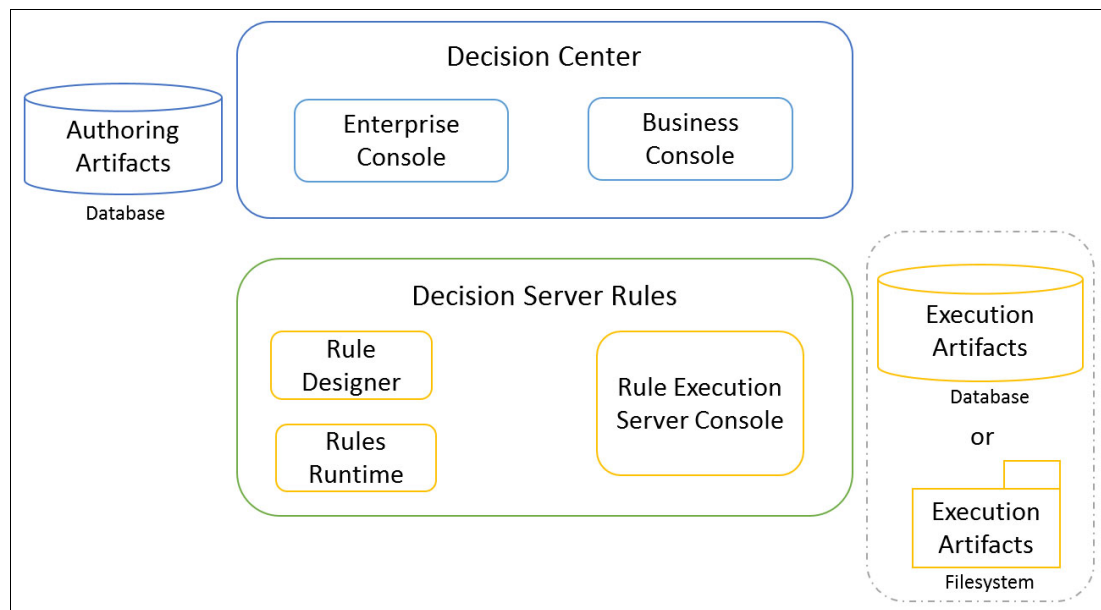 Decision Center
Authoring
Artifacts
Database
Enterprise
Console
Business
Console
Decision Server Rules
Rule
Designer
Rules
Runtime
Rule Execution
Server Console
Execution
Artifacts
Database
or
Execution
Artifacts
Filesystem